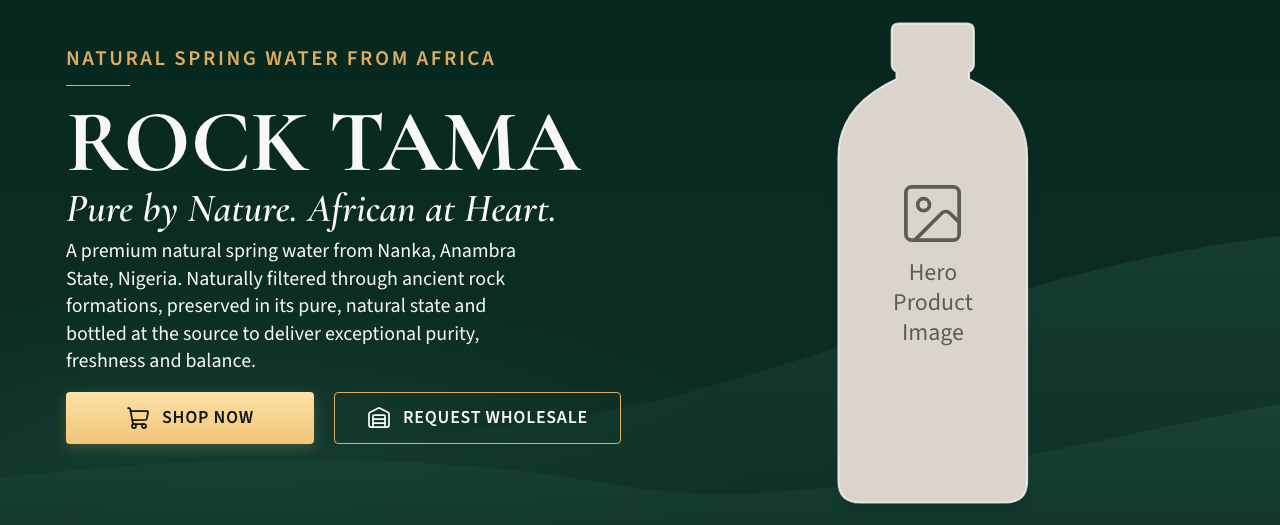 NATURAL SPRING WATER FROM AFRICA
ROCK TAMA
Pure by Nature. African at Heart.
A premium natural spring water from Nanka, Anambra
State, Nigeria. Naturally filtered through ancient rock
formations, preserved in its pure, natural state and
bottled at the source to deliver exceptional purity,
freshness and balance.
SHOP NOW
REQUEST WHOLESALE
Hero
Product
Image